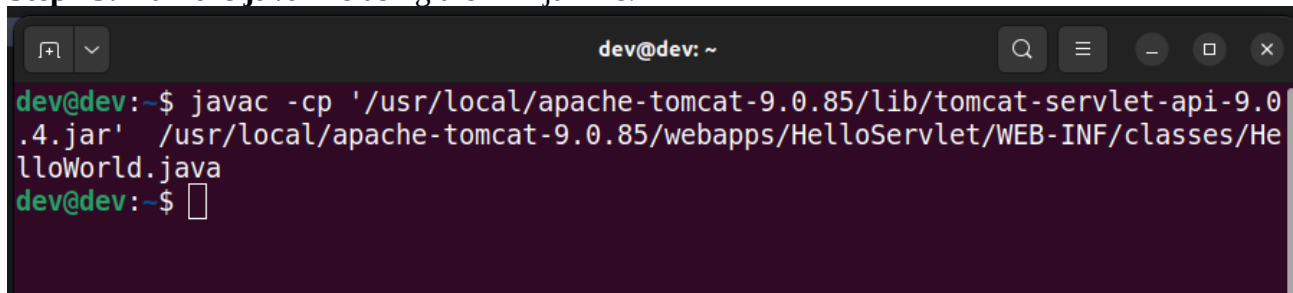 dev@dev: ~
dev@dev:~$ javac -cp '/usr/local/apache-tomcat-9.0.85/lib/tomcat-servlet-api-9.0
.4.jar'  /usr/local/apache-tomcat-9.0.85/webapps/HelloServlet/WEB-INF/classes/He
lloWorld.java
dev@dev:~$